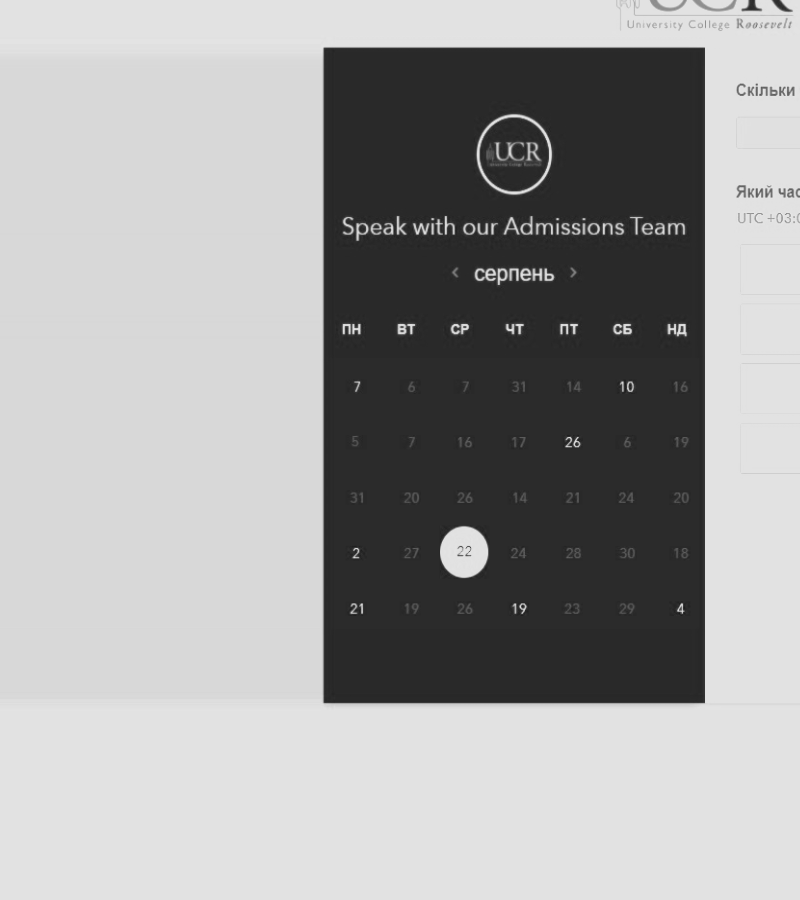 UCR
University College Roosevelt
UCR
Speak with our Admissions Team
‹ серпень ›
ПН ВТ СР ЧТ ПТ СБ НД
7 6 7 31 14 10 16
5 7 16 17 26 6 19
31 20 26 14 21 24 20
2 27 22 24 28 30 18
21 19 26 19 23 29 4
Скільки
Який час
UTC +03:0